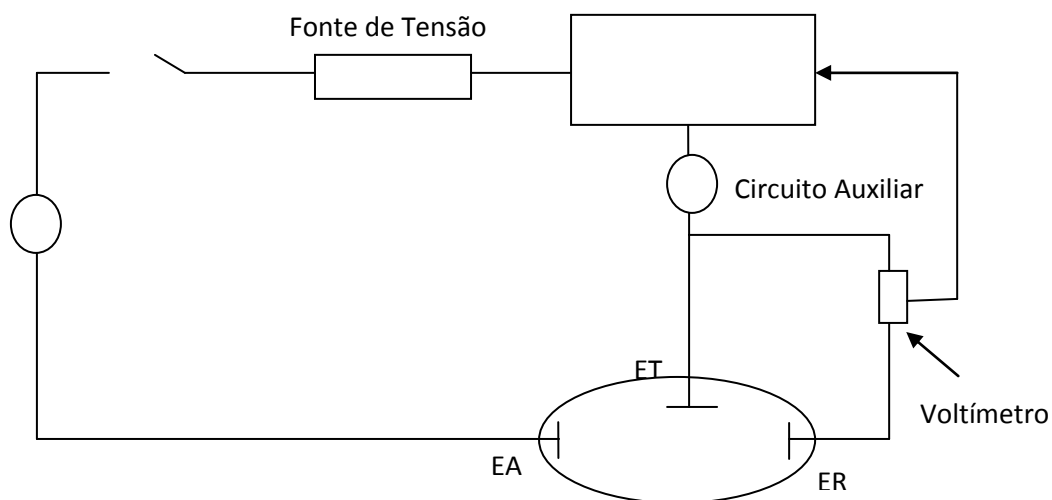 Fonte de Tensão
Circuito Auxiliar
ET
Voltímetro
EA
ER